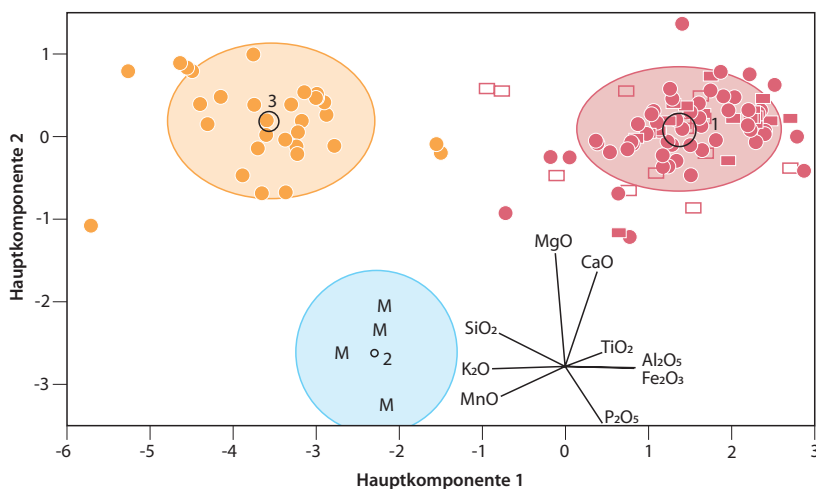 1
0
-1
-2
-3
Hauptkomponente 2
3
1
MgO
CaO
M
M
SiO₂
TiO₂
M
2
K₂O
Al₂O₅
Fe₂O₃
MnO
M
P₂O₅
-6 -5 -4 -3 -2 -1 0 1 2 3
Hauptkomponente 1